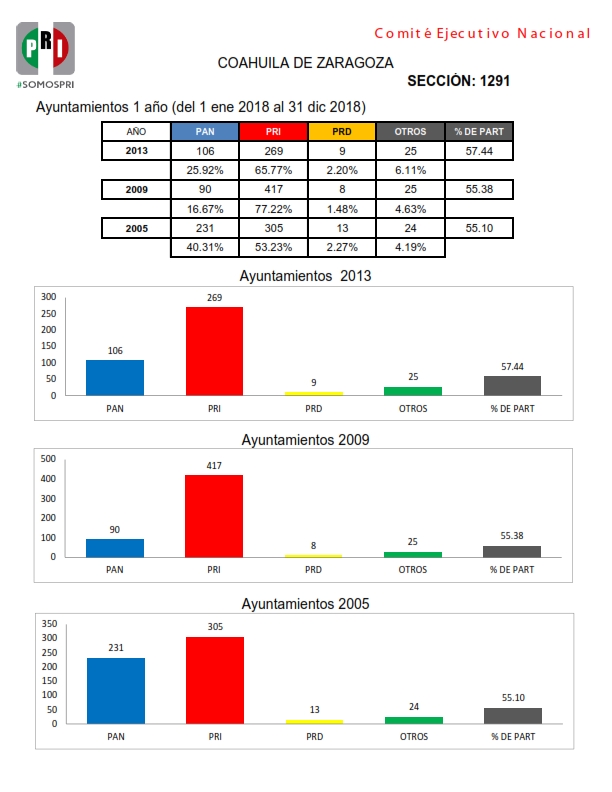 Comité Ejecutivo Nacional
PRI
#SOMOSPRI
COAHUILA DE ZARAGOZA
SECCIÓN: 1291
Ayuntamientos 1 año (del 1 ene 2018 al 31 dic 2018)
AÑO PAN PRI PRD OTROS % DE PART
2013 106 269 9 25 57.44
25.92% 65.77% 2.20% 6.11%
2009 90 417 8 25 55.38
16.67% 77.22% 1.48% 4.63%
2005 231 305 13 24 55.10
40.31% 53.23% 2.27% 4.19%
Ayuntamientos 2013
300
250
200
150
100
50
0
106 269 9 25 57.44
PAN PRI PRD OTROS % DE PART
Ayuntamientos 2009
500
400
300
200
100
0
90 417 8 25 55.38
PAN PRI PRD OTROS % DE PART
Ayuntamientos 2005
350
300
250
200
150
100
50
0
231 305 13 24 55.10
PAN PRI PRD OTROS % DE PART